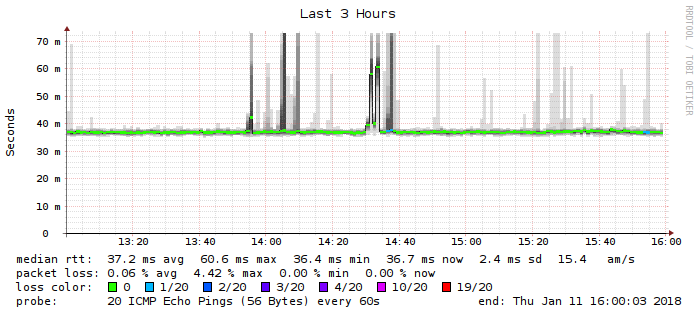 Last 3 Hours
RRDTOOL / TOBI OETIKER
Seconds
70 m
60 m
50 m
40 m
30 m
20 m
10 m
0
13:20 13:40 14:00 14:20 14:40 15:00 15:20 15:40 16:00
median rtt: 37.2 ms avg 60.6 ms max 36.4 ms min 36.7 ms now 2.4 ms sd 15.4 am/s
packet loss: 0.06 % avg 4.42 % max 0.00 % min 0.00 % now
loss color: 0 1/20 2/20 3/20 4/20 10/20 19/20
probe: 20 ICMP Echo Pings (56 Bytes) every 60s end: Thu Jan 11 16:00:03 2018